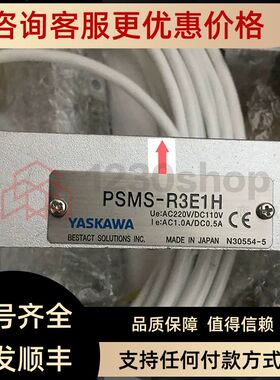 咨询客服更优惠价格
1230shop
PSMS-R3E1H
Ue:AC220V/DC110V
Ie:AC1.0A/DC0.5A
YASKAWA
CE
BESTACT SOLUTIONS INC. MADE IN JAPAN N30554-5
号齐全 品质保障 值得信赖
发顺丰 支持任何付款方式